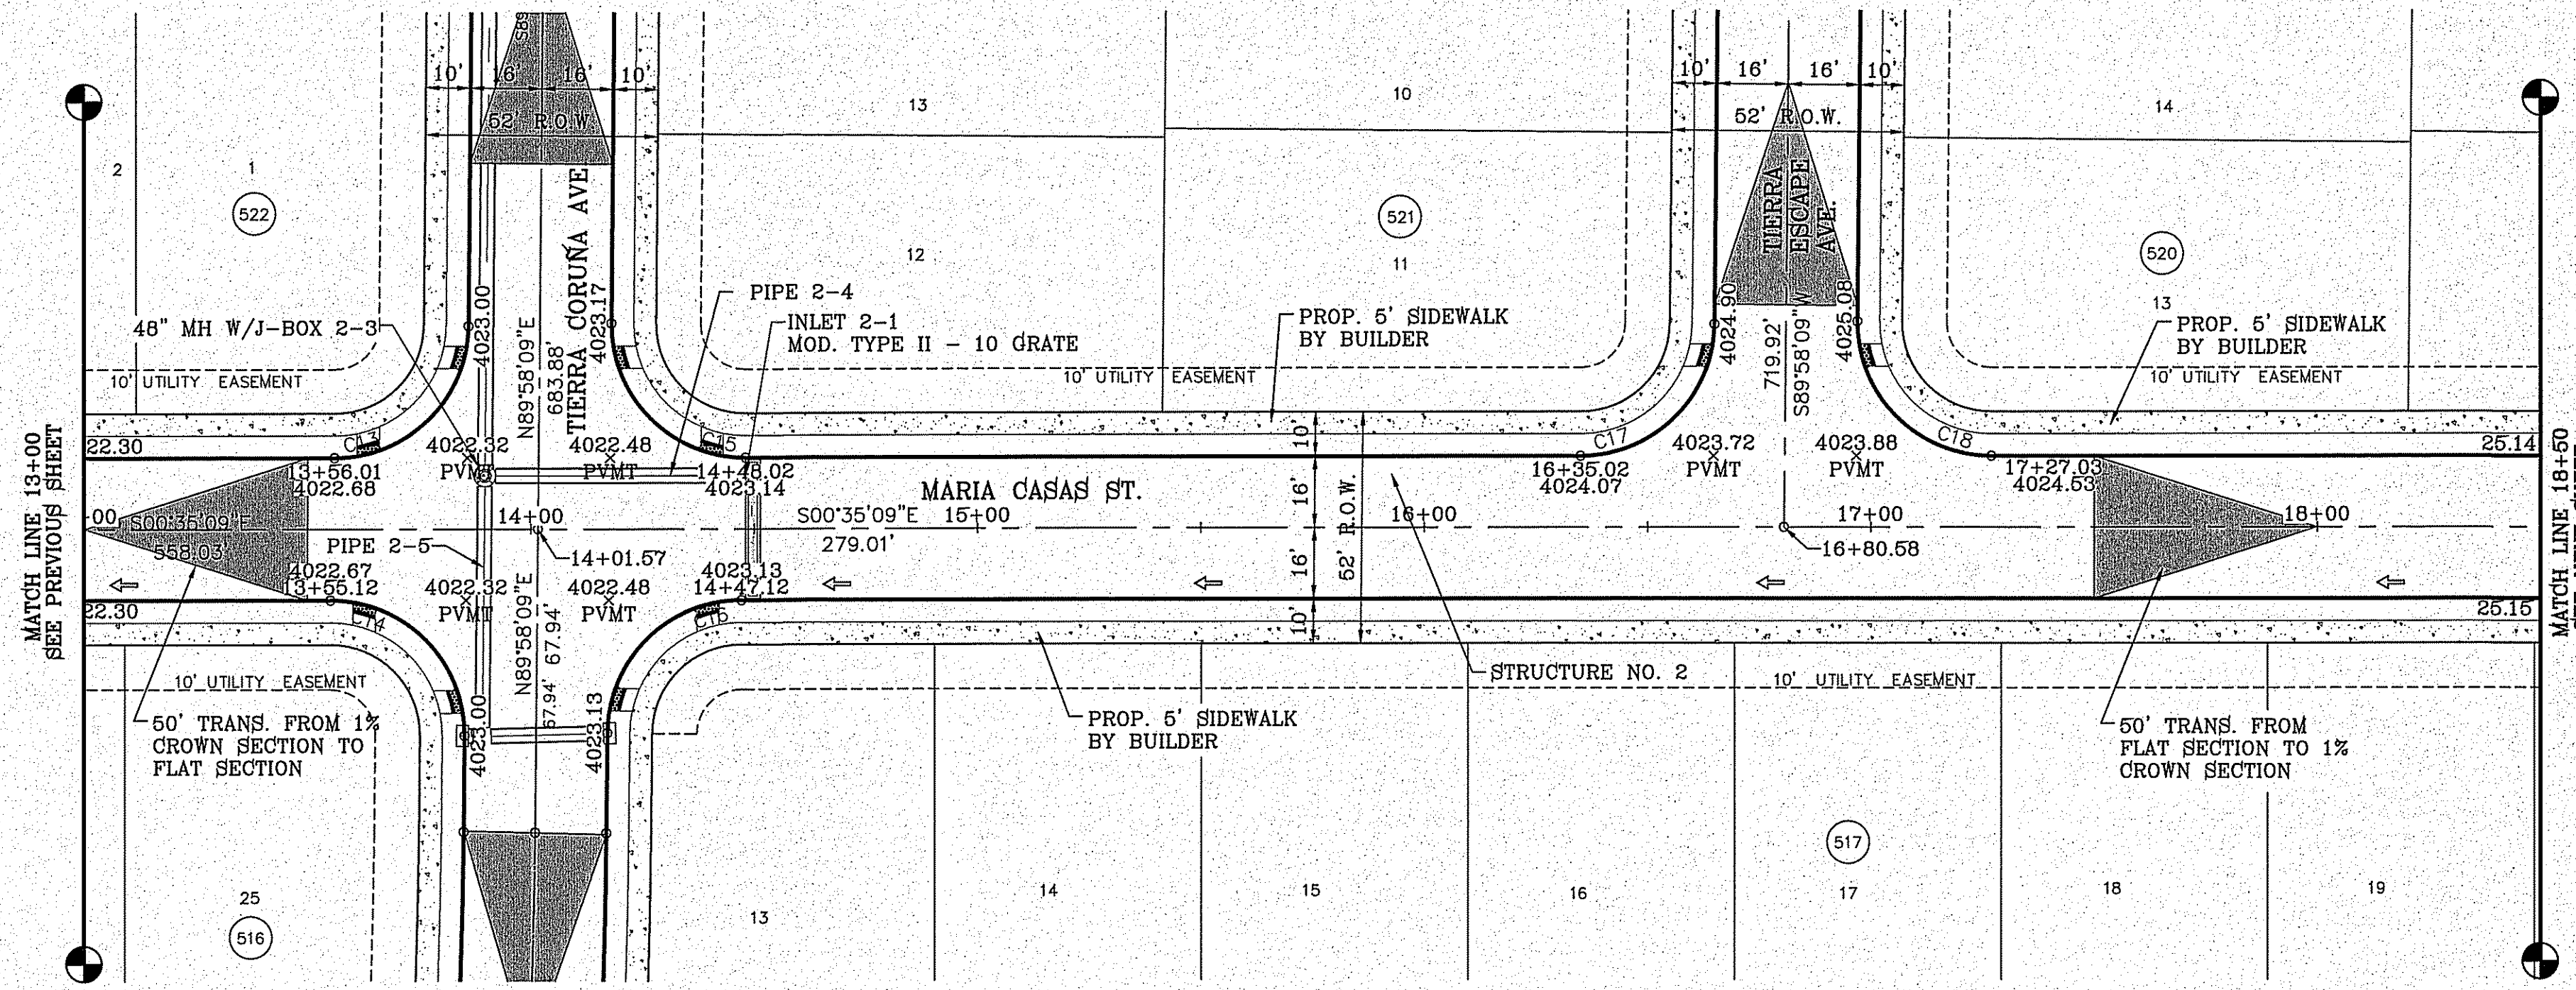 S89
10' 16' 16' 10'
52' R.O.W
10' 16' 16' 10'
52' R.O.W.
2
1
522
13
10
14
12
521
11
520
13
TIERRA
ESCAPE
AVE.
TIERRA CORUÑA AVE
N89°58'09"E
683.88'
4023.00
4023.17
PIPE 2-4
INLET 2-1
MOD. TYPE II - 10 GRATE
48" MH W/J-BOX 2-3
PROP. 5' SIDEWALK
BY BUILDER
4024.90
4025.08
719.92'
S89°58'09"W
PROP. 5' SIDEWALK
BY BUILDER
10' UTILITY EASEMENT
10' UTILITY EASEMENT
10' UTILITY EASEMENT
MATCH LINE 13+00
SEE PREVIOUS SHEET
22.30
C13
4022.32
PVMT
4022.48
PVMT
C15
10'
C17
4023.72
PVMT
4023.88
PVMT
C18
25.14
13+56.01
4022.68
14+48.02
4023.14
16+35.02
4024.07
17+27.03
4024.53
MARIA CASAS ST.
16'
52' R.O.W.
00
S00°35'09"E
558.03'
14+00
S00°35'09"E
279.01'
15+00
16+00
17+00
18+00
PIPE 2-5
14+01.57
16+80.58
16'
4022.67
13+55.12
4022.32
PVMT
4022.48
PVMT
4023.13
14+47.12
MATCH LINE 18+50
22.30
C14
C16
10'
25.15
N89°58'09"E
67.94'
67.94'
STRUCTURE NO. 2
10' UTILITY EASEMENT
10' UTILITY EASEMENT
50' TRANS. FROM 1%
CROWN SECTION TO
FLAT SECTION
4023.00
4023.13
PROP. 5' SIDEWALK
BY BUILDER
50' TRANS. FROM
FLAT SECTION TO 1%
CROWN SECTION
517
25
516
13
14
15
16
17
18
19